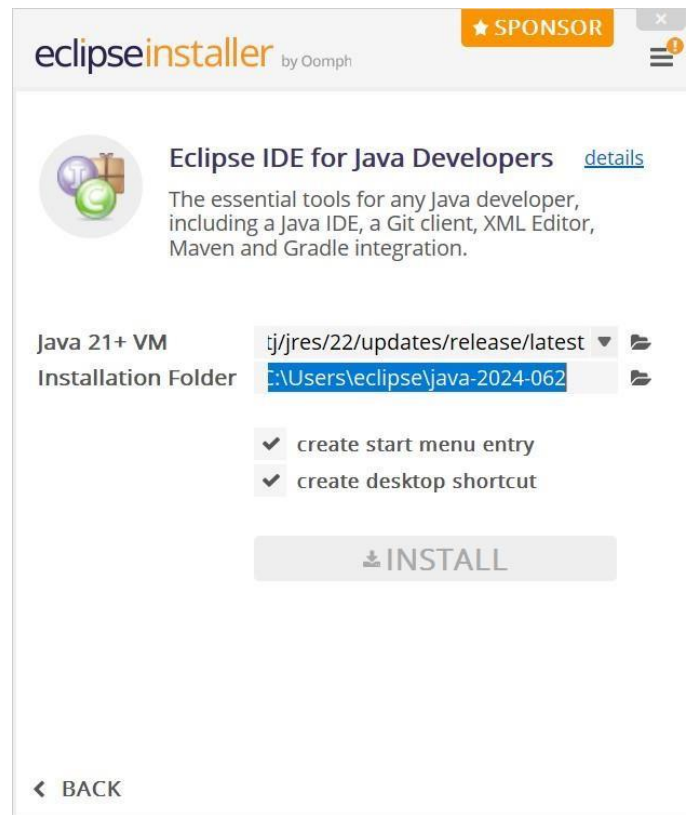 SPONSOR
eclipseinstaller by Oomph
Eclipse IDE for Java Developers details
The essential tools for any Java developer,
including a Java IDE, a Git client, XML Editor,
Maven and Gradle integration.
Java 21+ VM tj/jres/22/updates/release/latest
Installation Folder C:\Users\eclipse\java-2024-062
create start menu entry
create desktop shortcut
INSTALL
BACK